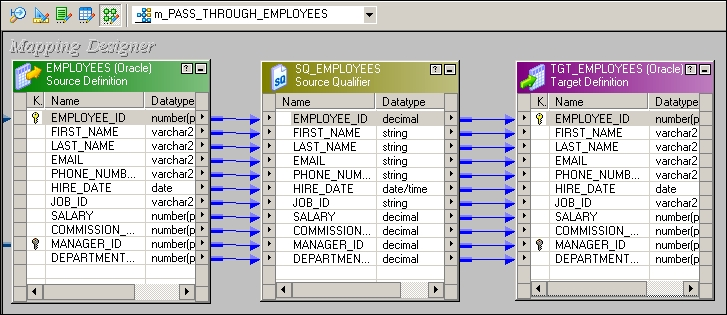 m_PASS_THROUGH_EMPLOYEES
Mapping Designer
EMPLOYEES (Oracle)
Source Definition
K. Name Datatype
EMPLOYEE_ID number(p
FIRST_NAME varchar2
LAST_NAME varchar2
EMAIL varchar2
PHONE_NUMB... varchar2
HIRE_DATE date
JOB_ID varchar2
SALARY number(p
COMMISSION_... number(p
MANAGER_ID number(p
DEPARTMENT... number(p
SQ_EMPLOYEES
Source Qualifier
SQ
Name Datatype
EMPLOYEE_ID decimal
FIRST_NAME string
LAST_NAME string
EMAIL string
PHONE_NUM... string
HIRE_DATE date/time
JOB_ID string
SALARY decimal
COMMISSION... decimal
MANAGER_ID decimal
DEPARTMEN... decimal
TGT_EMPLOYEES (Oracle)
Target Definition
K. Name Datatype
EMPLOYEE_ID number(p
FIRST_NAME varchar2
LAST_NAME varchar2
EMAIL varchar2
PHONE_NUMB... varchar2
HIRE_DATE date
JOB_ID varchar2
SALARY number(p
COMMISSION_... number(p
MANAGER_ID number(p
DEPARTMENT... number(p